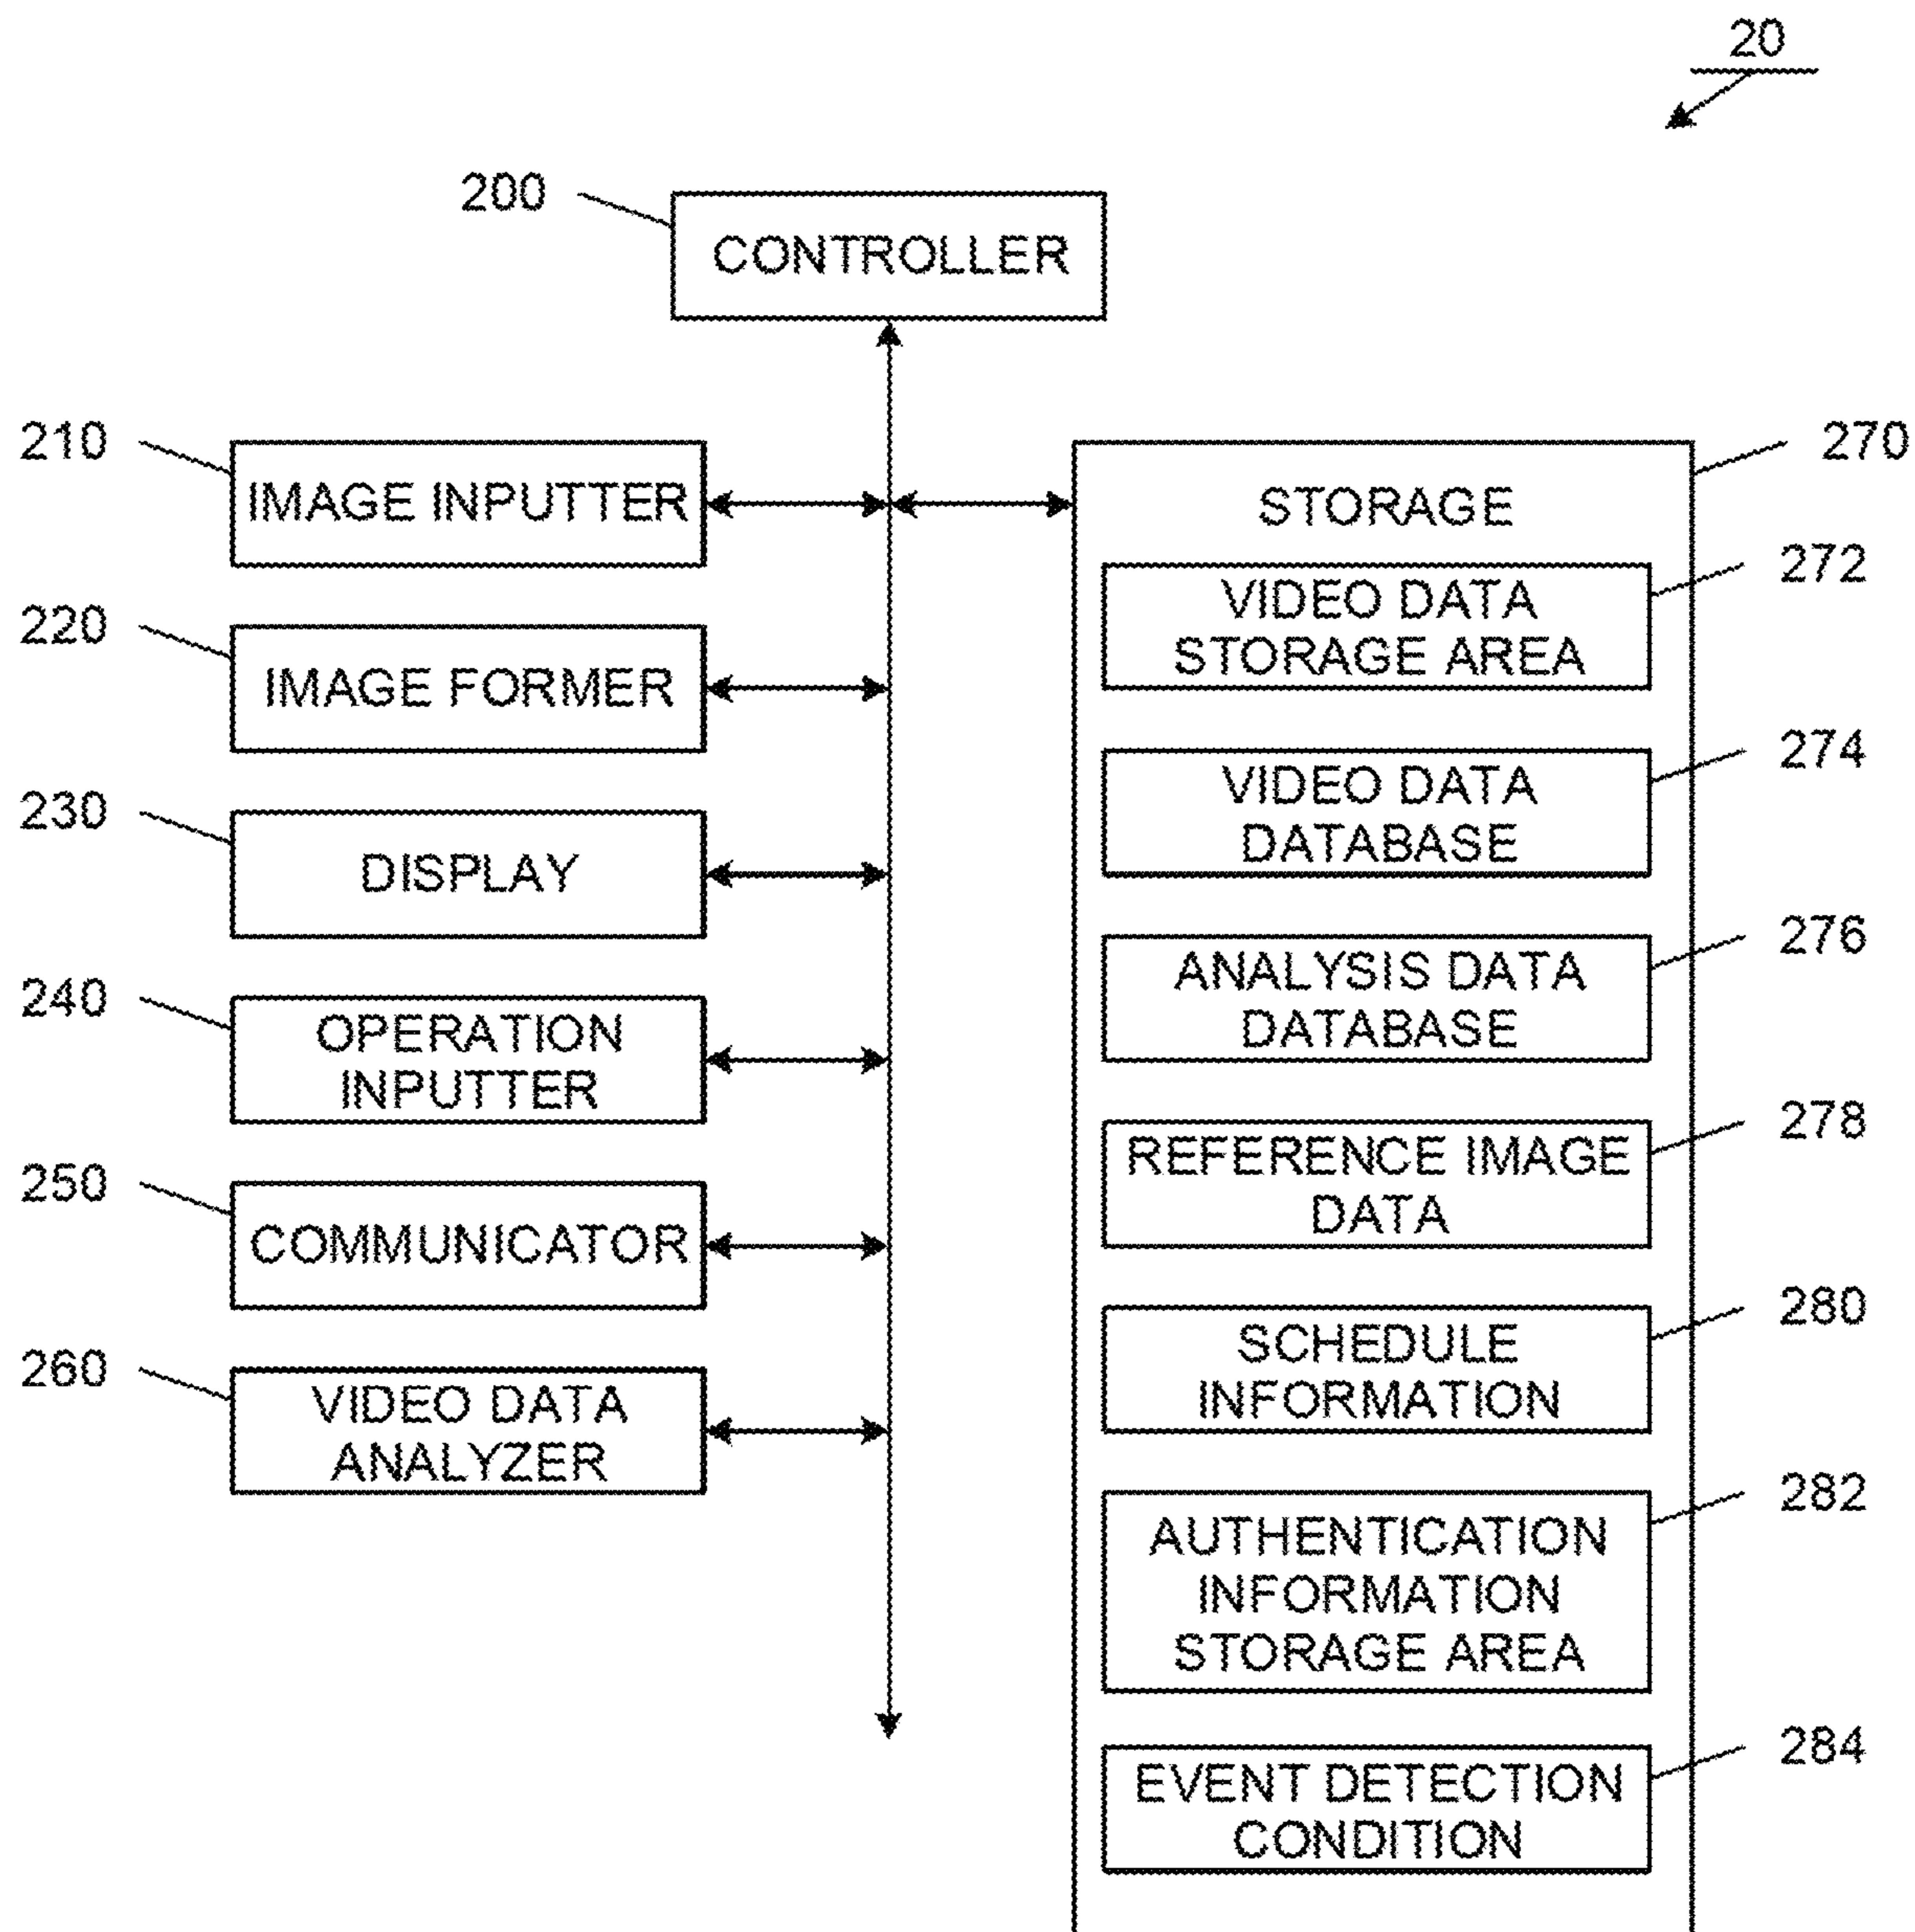 20
200
CONTROLLER
210
IMAGE INPUTTER
220
IMAGE FORMER
230
DISPLAY
240
OPERATION
INPUTTER
250
COMMUNICATOR
260
VIDEO DATA
ANALYZER
270
STORAGE
272
VIDEO DATA
STORAGE AREA
274
VIDEO DATA
DATABASE
276
ANALYSIS DATA
DATABASE
278
REFERENCE IMAGE
DATA
280
SCHEDULE
INFORMATION
282
AUTHENTICATION
INFORMATION
STORAGE AREA
284
EVENT DETECTION
CONDITION